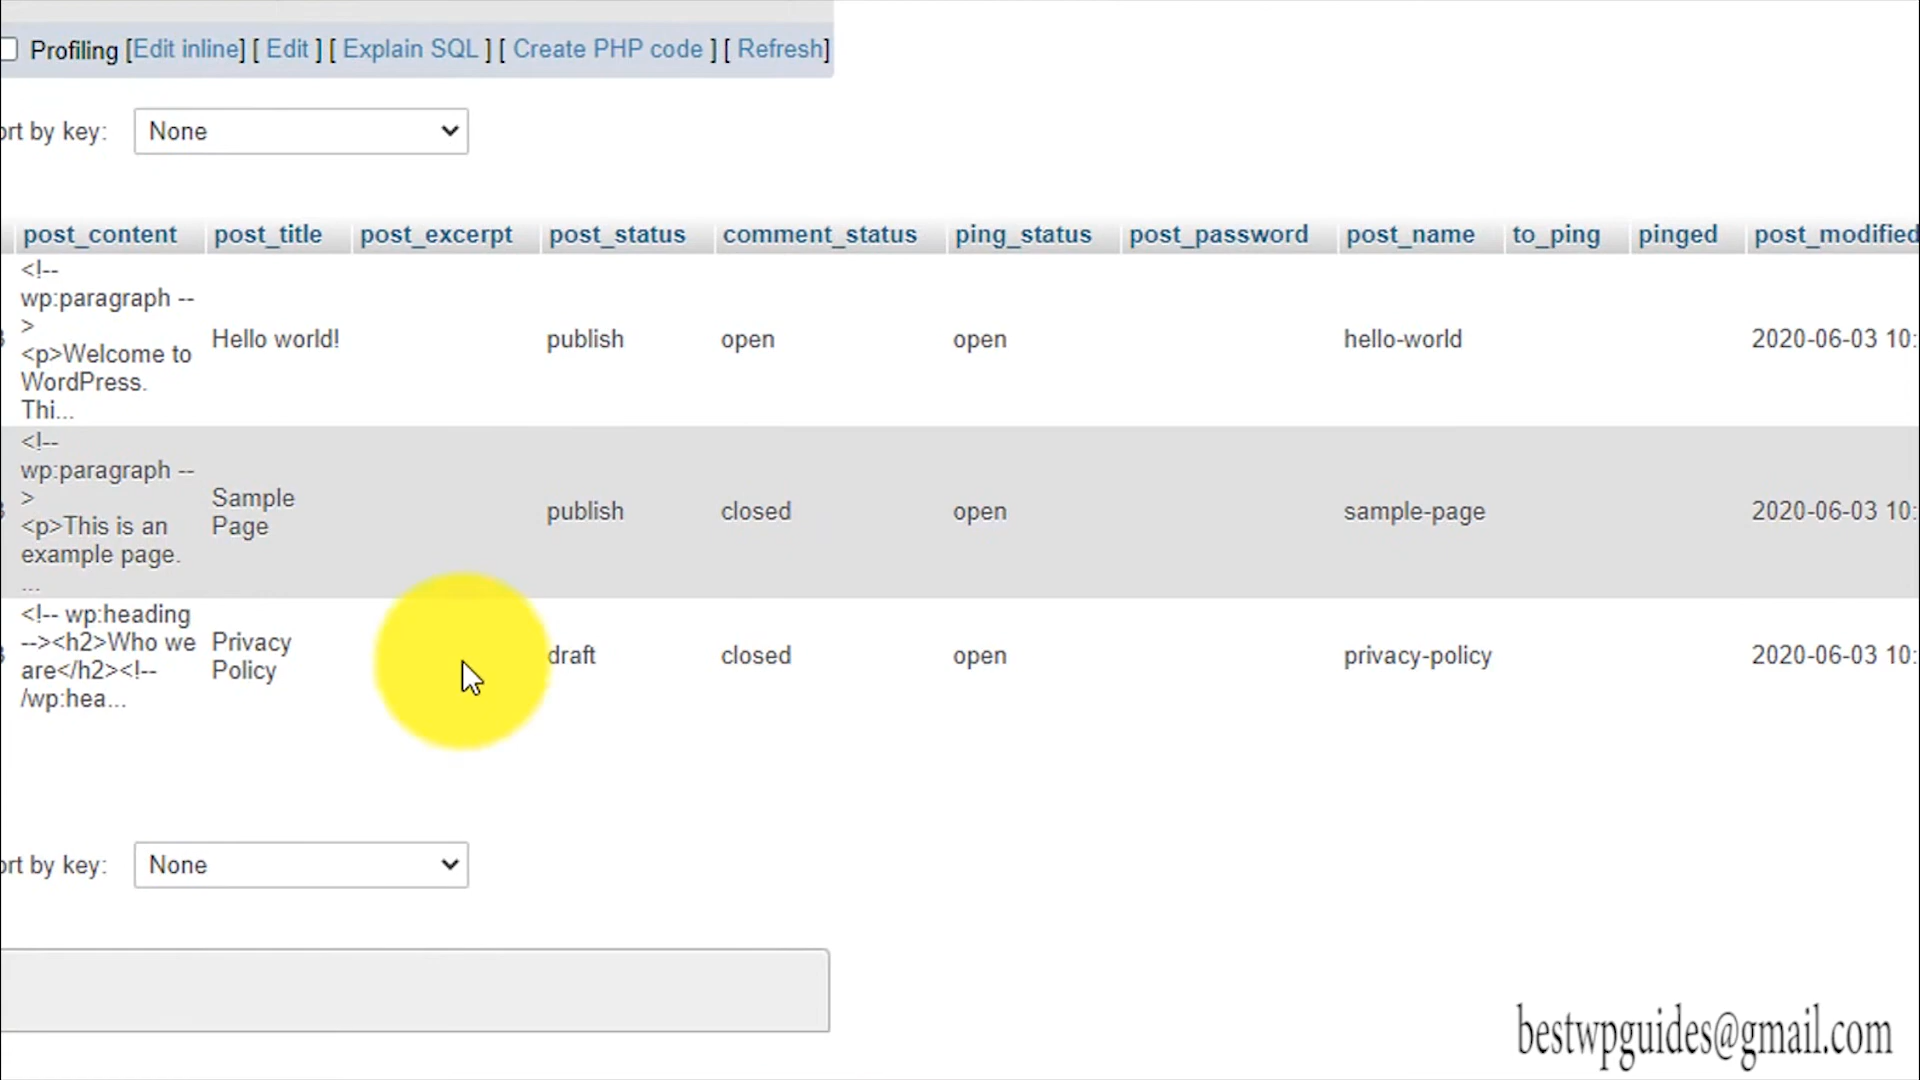 Profiling [Edit inline] [ Edit ] [ Explain SQL ] [ Create PHP code ] [ Refresh]
ort by key: None
post_content post_title post_excerpt post_status comment_status ping_status post_password post_name to_ping pinged post_modified
<!--
wp:paragraph --
>
<p>Welcome to
WordPress.
Thi...
Hello world! publish open open hello-world 2020-06-03 10:
<!--
wp:paragraph --
>
<p>This is an
example page.
...
Sample
Page
publish closed open sample-page 2020-06-03 10:
<!-- wp:heading
--><h2>Who we
are</h2><!--
/wp:hea...
Privacy
Policy
draft closed open privacy-policy 2020-06-03 10:
ort by key: None
bestwpguides@gmail.com